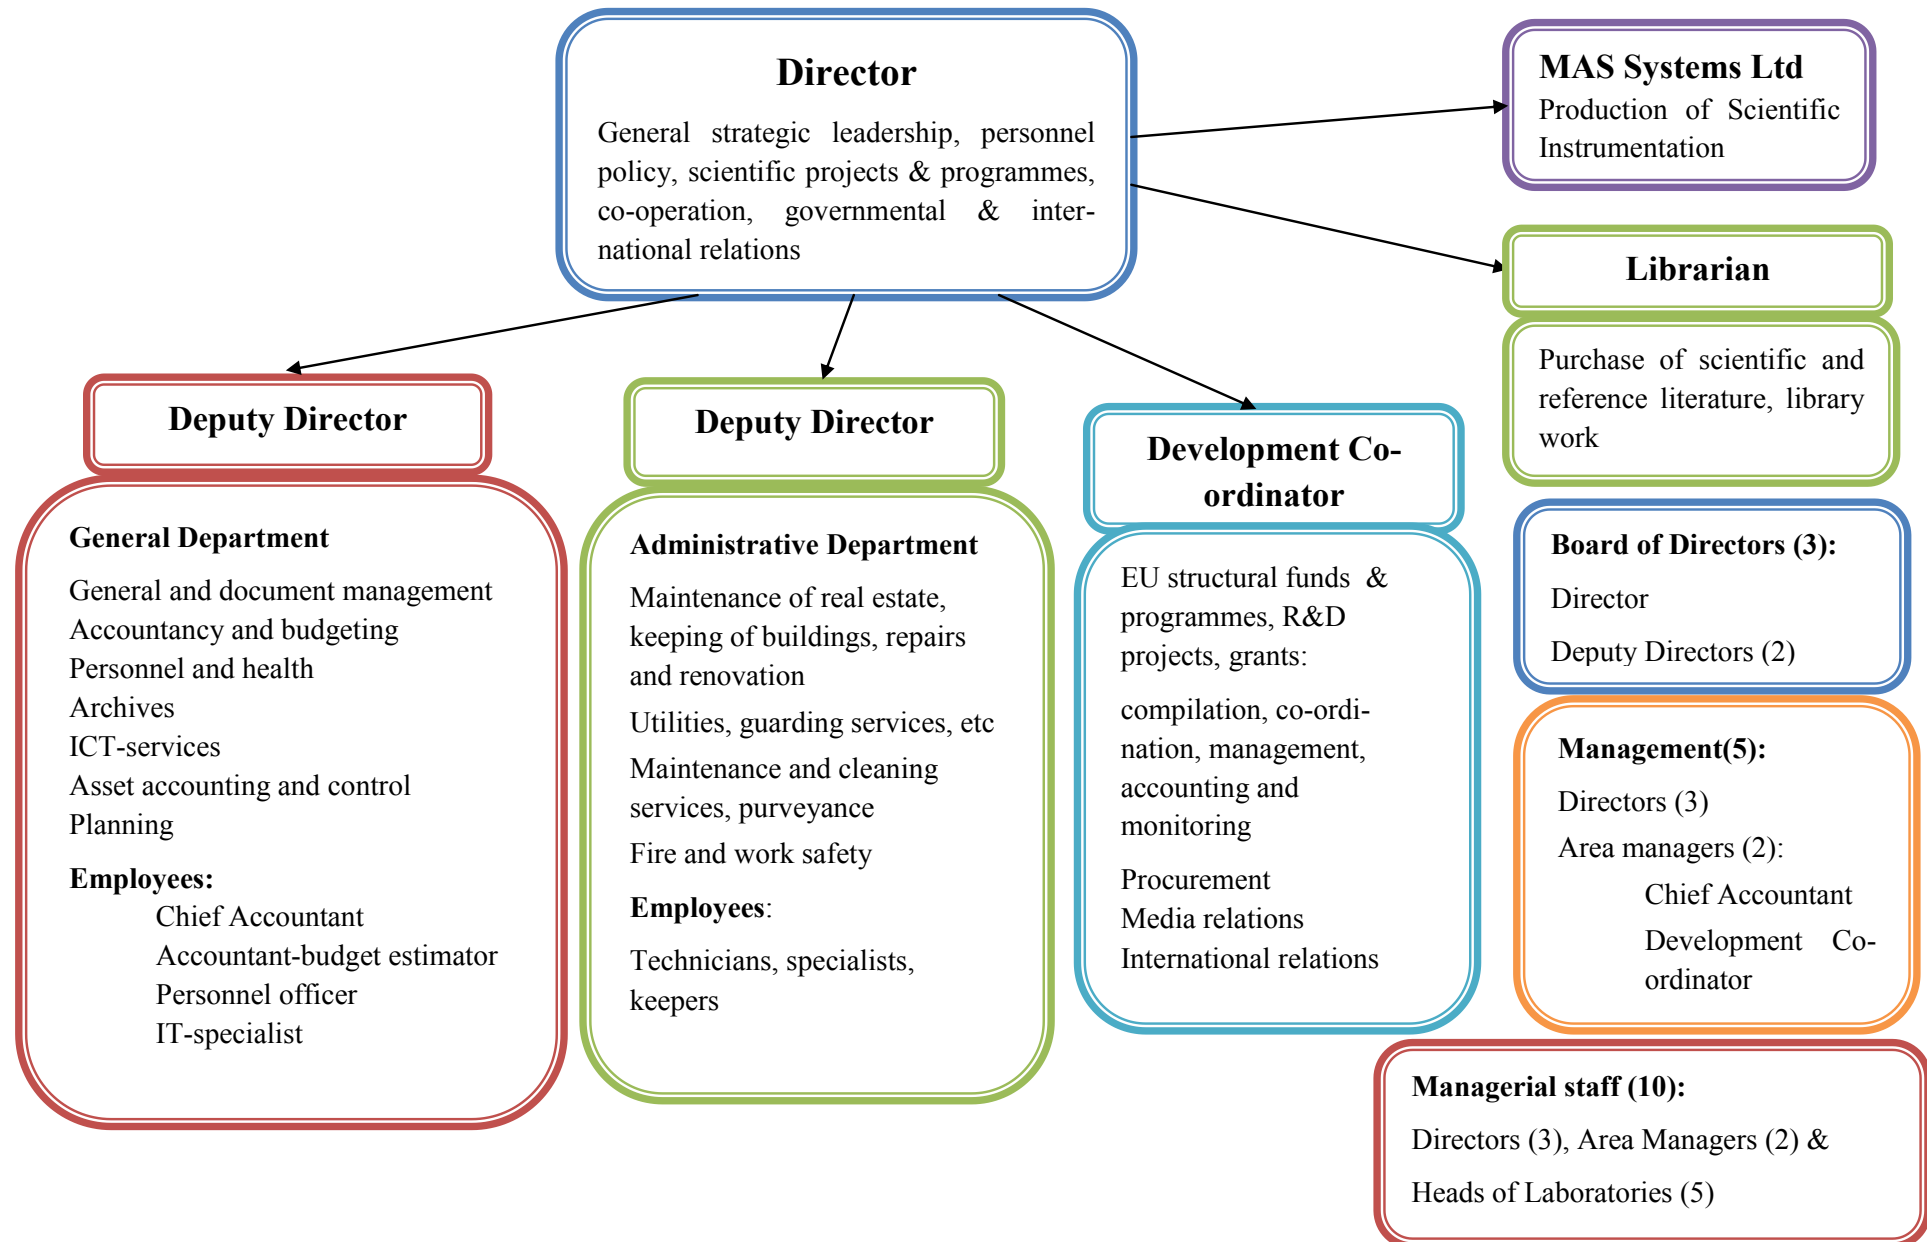 Director
General strategic leadership, personnel
policy, scientific projects & programmes,
co-operation, governmental & inter-
national relations
MAS Systems Ltd
Production of Scientific
Instrumentation
Librarian
Purchase of scientific and
reference literature, library
work
Deputy Director
General Department
General and document management
Accountancy and budgeting
Personnel and health
Archives
ICT-services
Asset accounting and control
Planning
Employees:
Chief Accountant
Accountant-budget estimator
Personnel officer
IT-specialist
Deputy Director
Administrative Department
Maintenance of real estate,
keeping of buildings, repairs
and renovation
Utilities, guarding services, etc
Maintenance and cleaning
services, purveyance
Fire and work safety
Employees:
Technicians, specialists,
keepers
Development Co-
ordinator
EU structural funds & 
programmes, R&D
projects, grants:
compilation, co-ordi-
nation, management,
accounting and
monitoring
Procurement
Media relations
International relations
Board of Directors (3):
Director
Deputy Directors (2)
Management(5):
Directors (3)
Area managers (2):
Chief Accountant
Development Co-
ordinator
Managerial staff (10):
Directors (3), Area Managers (2) &
Heads of Laboratories (5)